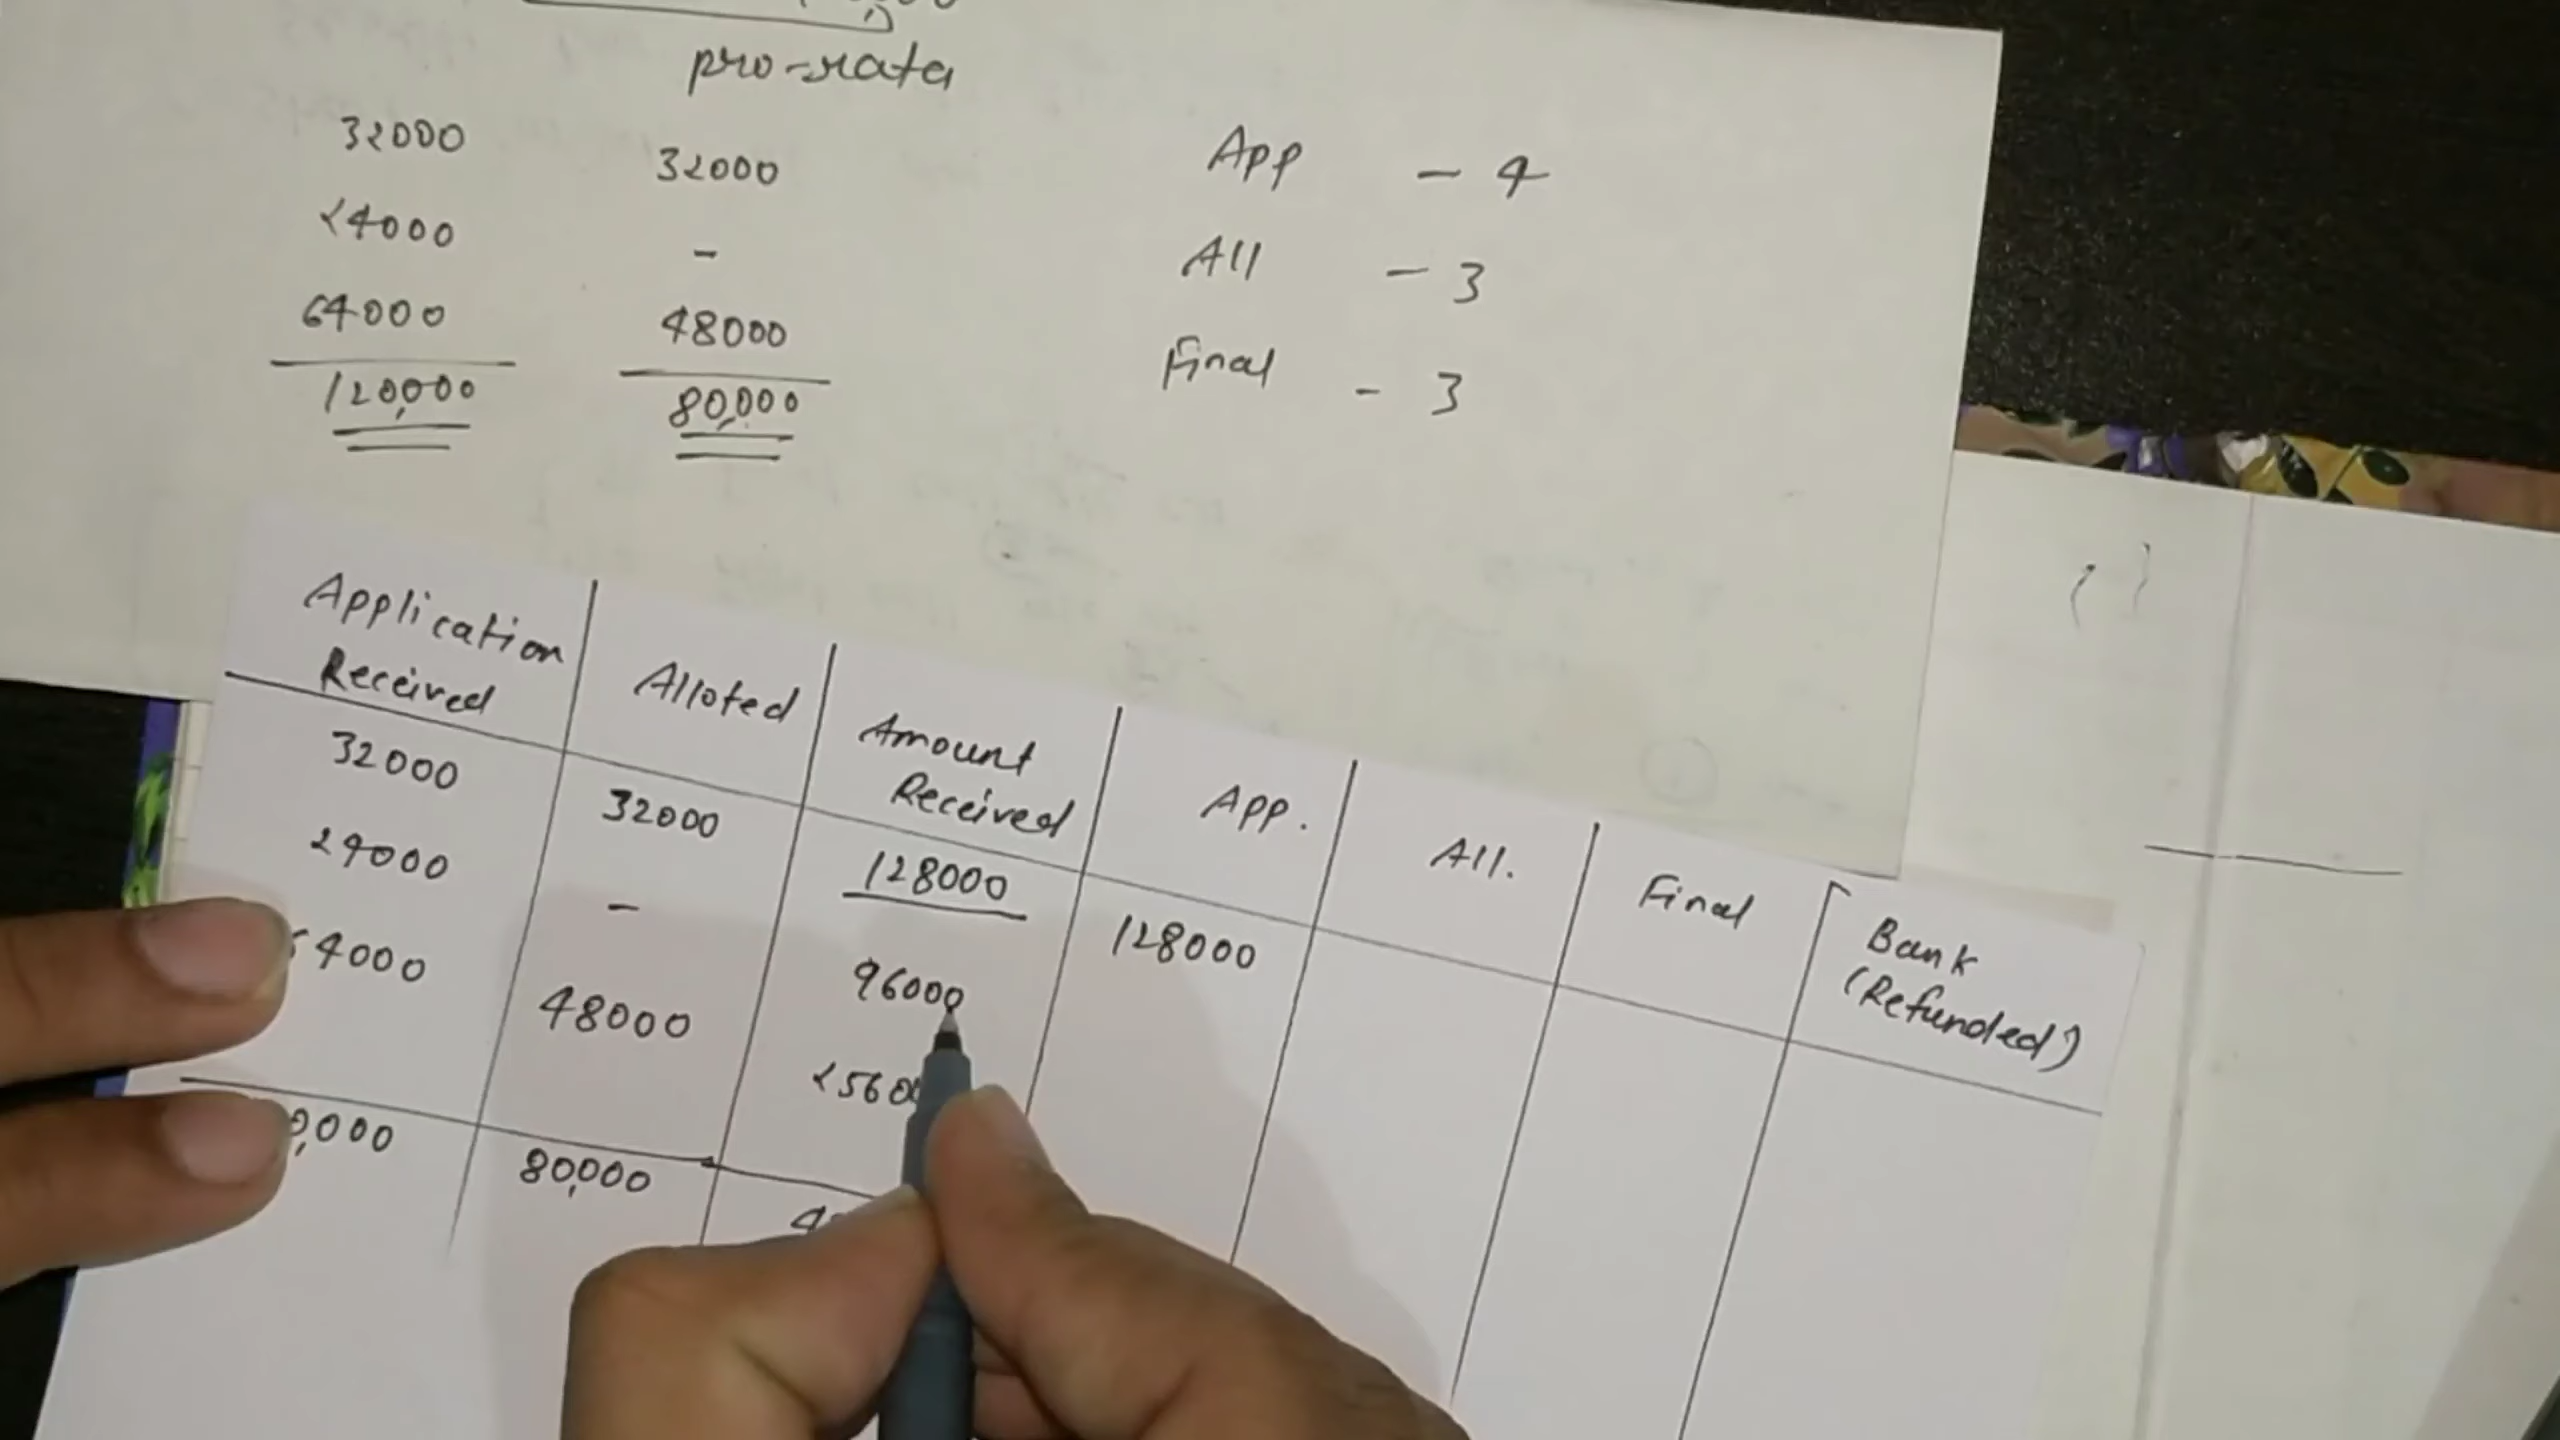 pro-rata
32000 32000
24000 -
64000 48000
120,000 80,000
App - 4
All - 3
Final - 3
Application Received
Alloted
Amount Received
App.
All.
Final
Bank (Refunded)
32000 32000 128000 128000
24000 - 96000
4000 48000
80,000